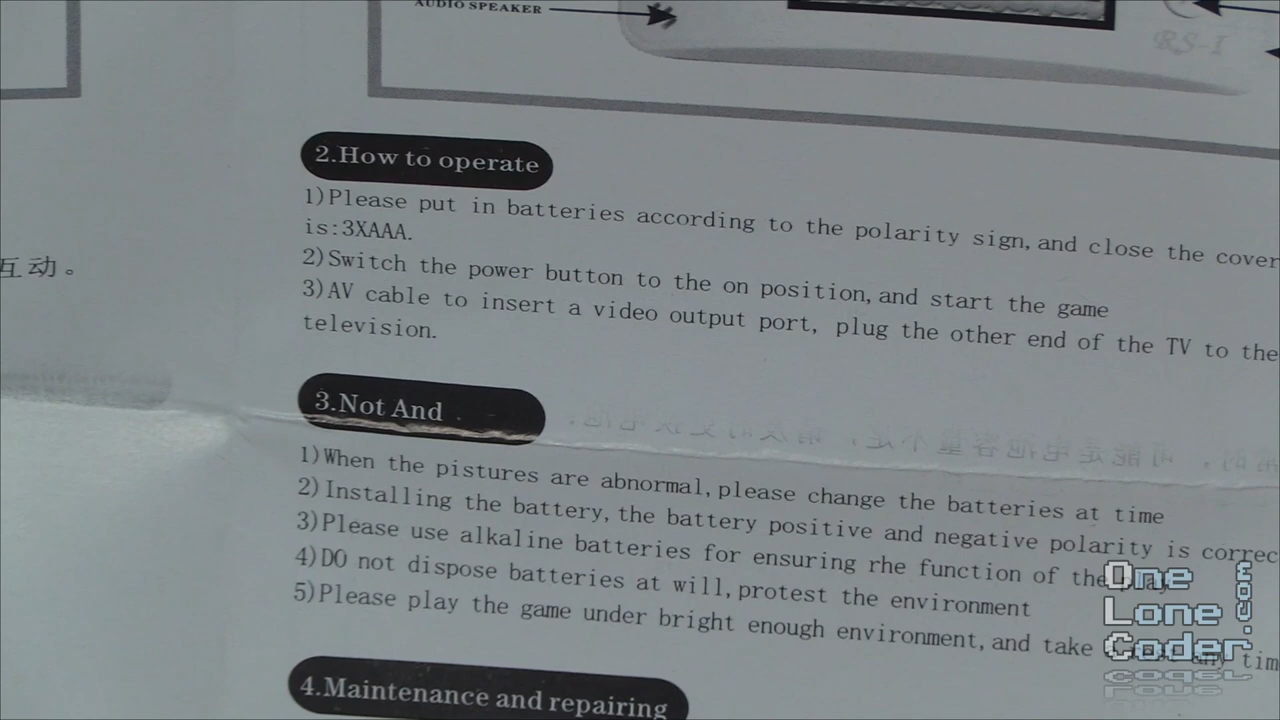 AUDIO SPEAKER
RS-1
互动。
2.How to operate
1)Please put in batteries according to the polarity sign,and close the cover
is:3XAAA.
2)Switch the power button to the on position,and start the game
3)AV cable to insert a video output port, plug the other end of the TV to the
television.
3.Not And
1)When the pistures are abnormal,please change the batteries at time
2)Installing the battery,the battery positive and negative polarity is correc
3)Please use alkaline batteries for ensuring rhe function of the play
4)DO not dispose batteries at will,protest the environment
5)Please play the game under bright enough environment,and take any tim
4.Maintenance and repairing
One
Lone
Coder.com